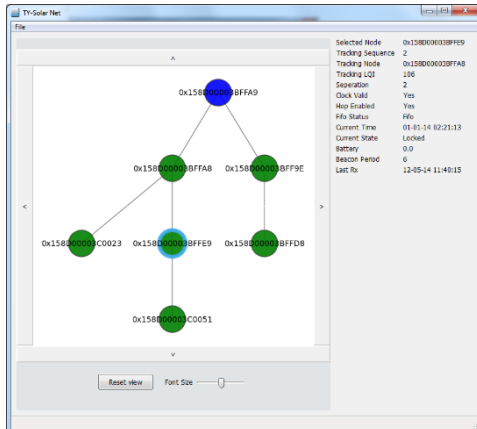 TY-Solar Net
File
Selected Node 0x158D00003BFFE9
Tracking Sequence 2
Tracking Node 0x158D00003BFFA8
Tracking LQI 186
Seperation 2
Clock Valid Yes
Hop Enabled Yes
Fifo Status Fifo
Current Time 01-01-14 02:21:13
Current State Locked
Battery 0.0
Beacon Period 6
Last Rx 12-05-14 11:40:15
0x158D00003BFFA9
0x158D00003BFFA8
0x158D00003BFF9E
0x158D00003C0023
0x158D00003BFFE9
0x158D00003BFFD8
0x158D00003C0051
Reset view
Font Size